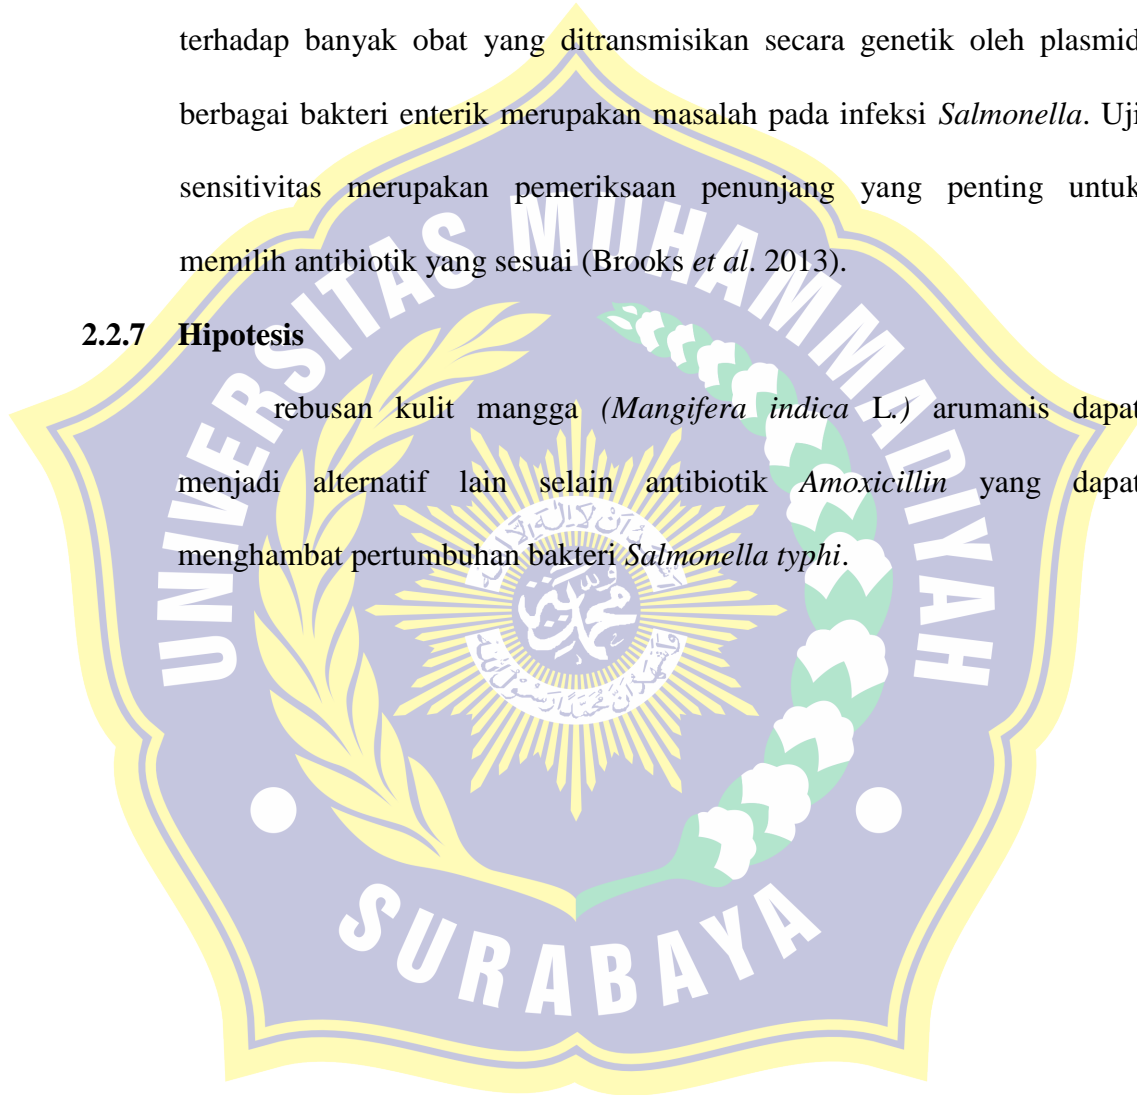 terhadap banyak obat yang ditransmisikan secara genetik oleh plasmid
berbagai bakteri enterik merupakan masalah pada infeksi Salmonella. Uji
sensitivitas merupakan pemeriksaan penunjang yang penting untuk
memilih antibiotik yang sesuai (Brooks et al. 2013).
2.2.7 Hipotesis
rebusan kulit mangga (Mangifera indica L.) arumanis dapat
menjadi alternatif lain selain antibiotik Amoxicillin yang dapat
menghambat pertumbuhan bakteri Salmonella typhi.
UNIVERSITAS MUHAMMADIYAH
SURABAYA